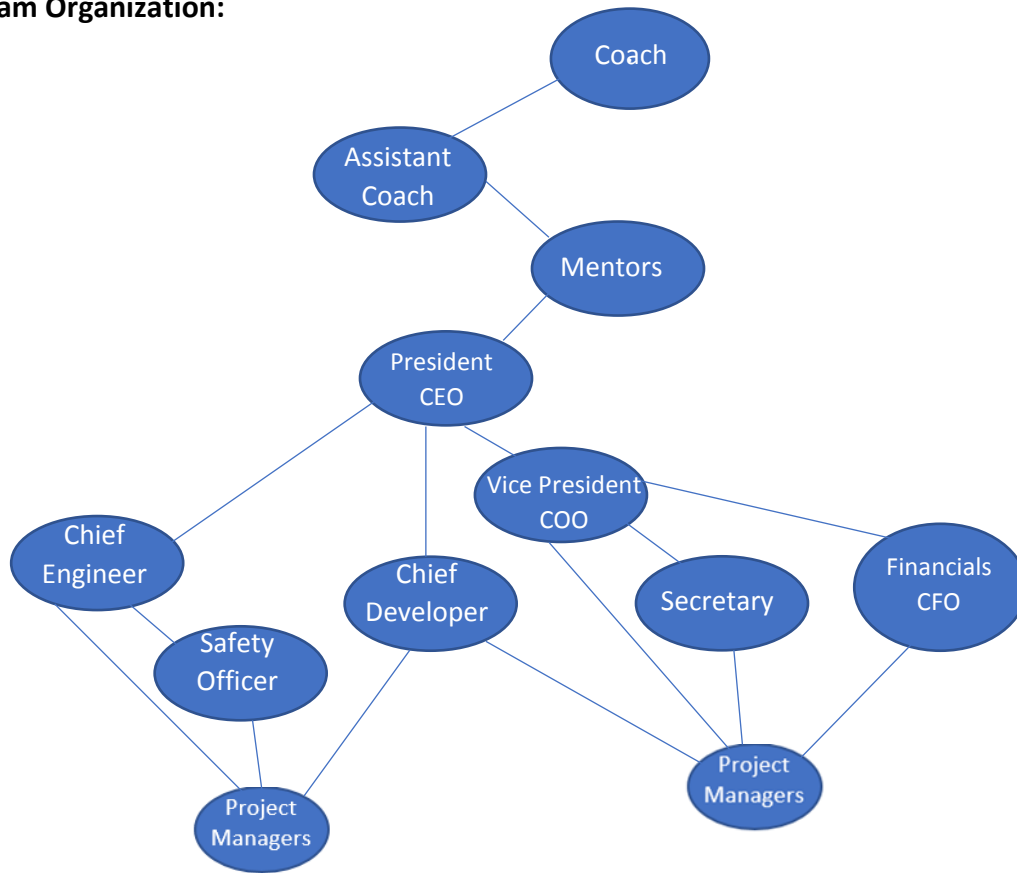 am Organization:
Coach
Assistant
Coach
Mentors
President
CEO
Vice President
COO
Chief
Engineer
Chief
Developer
Secretary
Financials
CFO
Safety
Officer
Project
Managers
Project
Managers